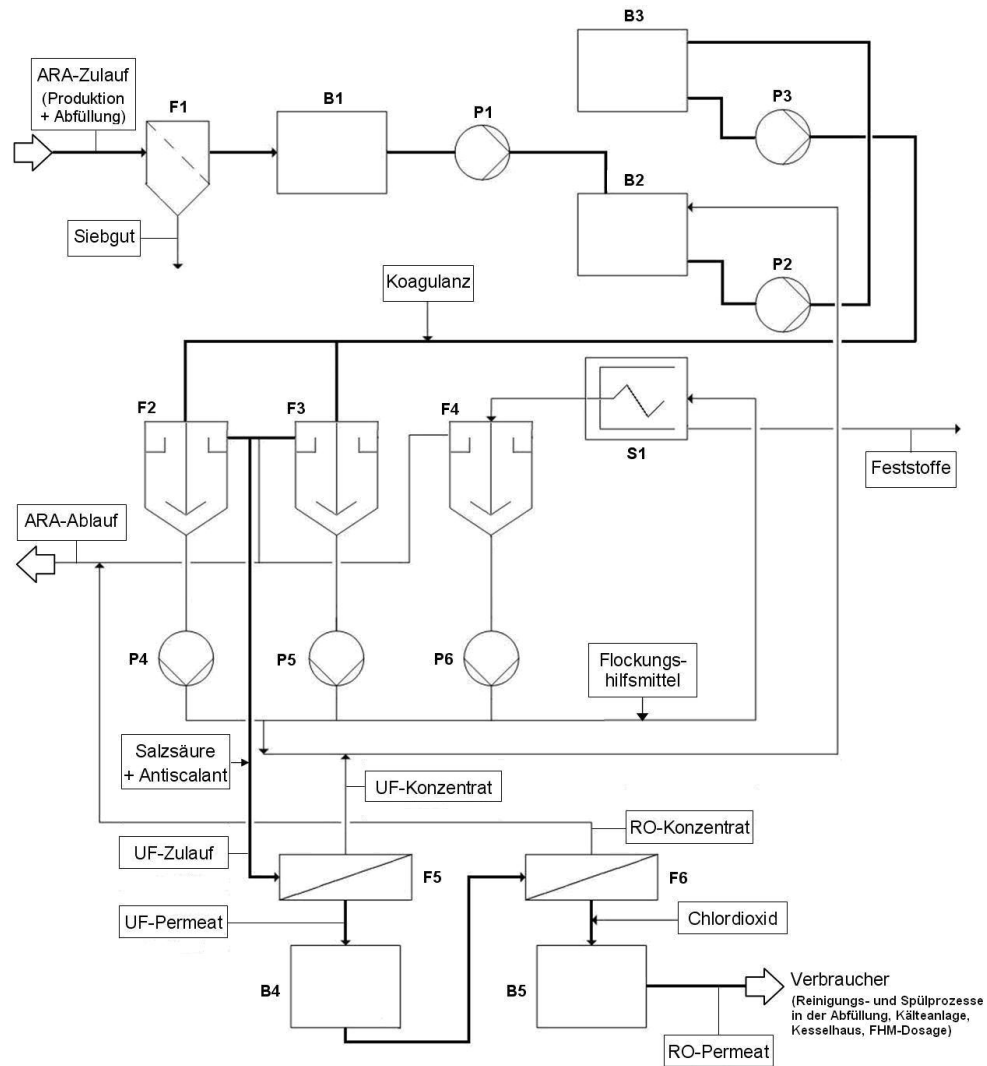 B3
ARA-Zulauf
(Produktion
+ Abfüllung)
F1
B1
P1
P3
B2
Siebgut
P2
Koagulanz
F2
F3
F4
S1
Feststoffe
ARA-Ablauf
P4
P5
P6
Flockungs-
hilfsmittel
Salzsäure
+ Antiscalant
UF-Konzentrat
RO-Konzentrat
UF-Zulauf
F5
F6
UF-Permeat
Chlordioxid
B4
B5
Verbraucher
(Reinigungs- und Spülprozesse
in der Abfüllung, Kälteanlage,
Kesselhaus, FHM-Dosage)
RO-Permeat